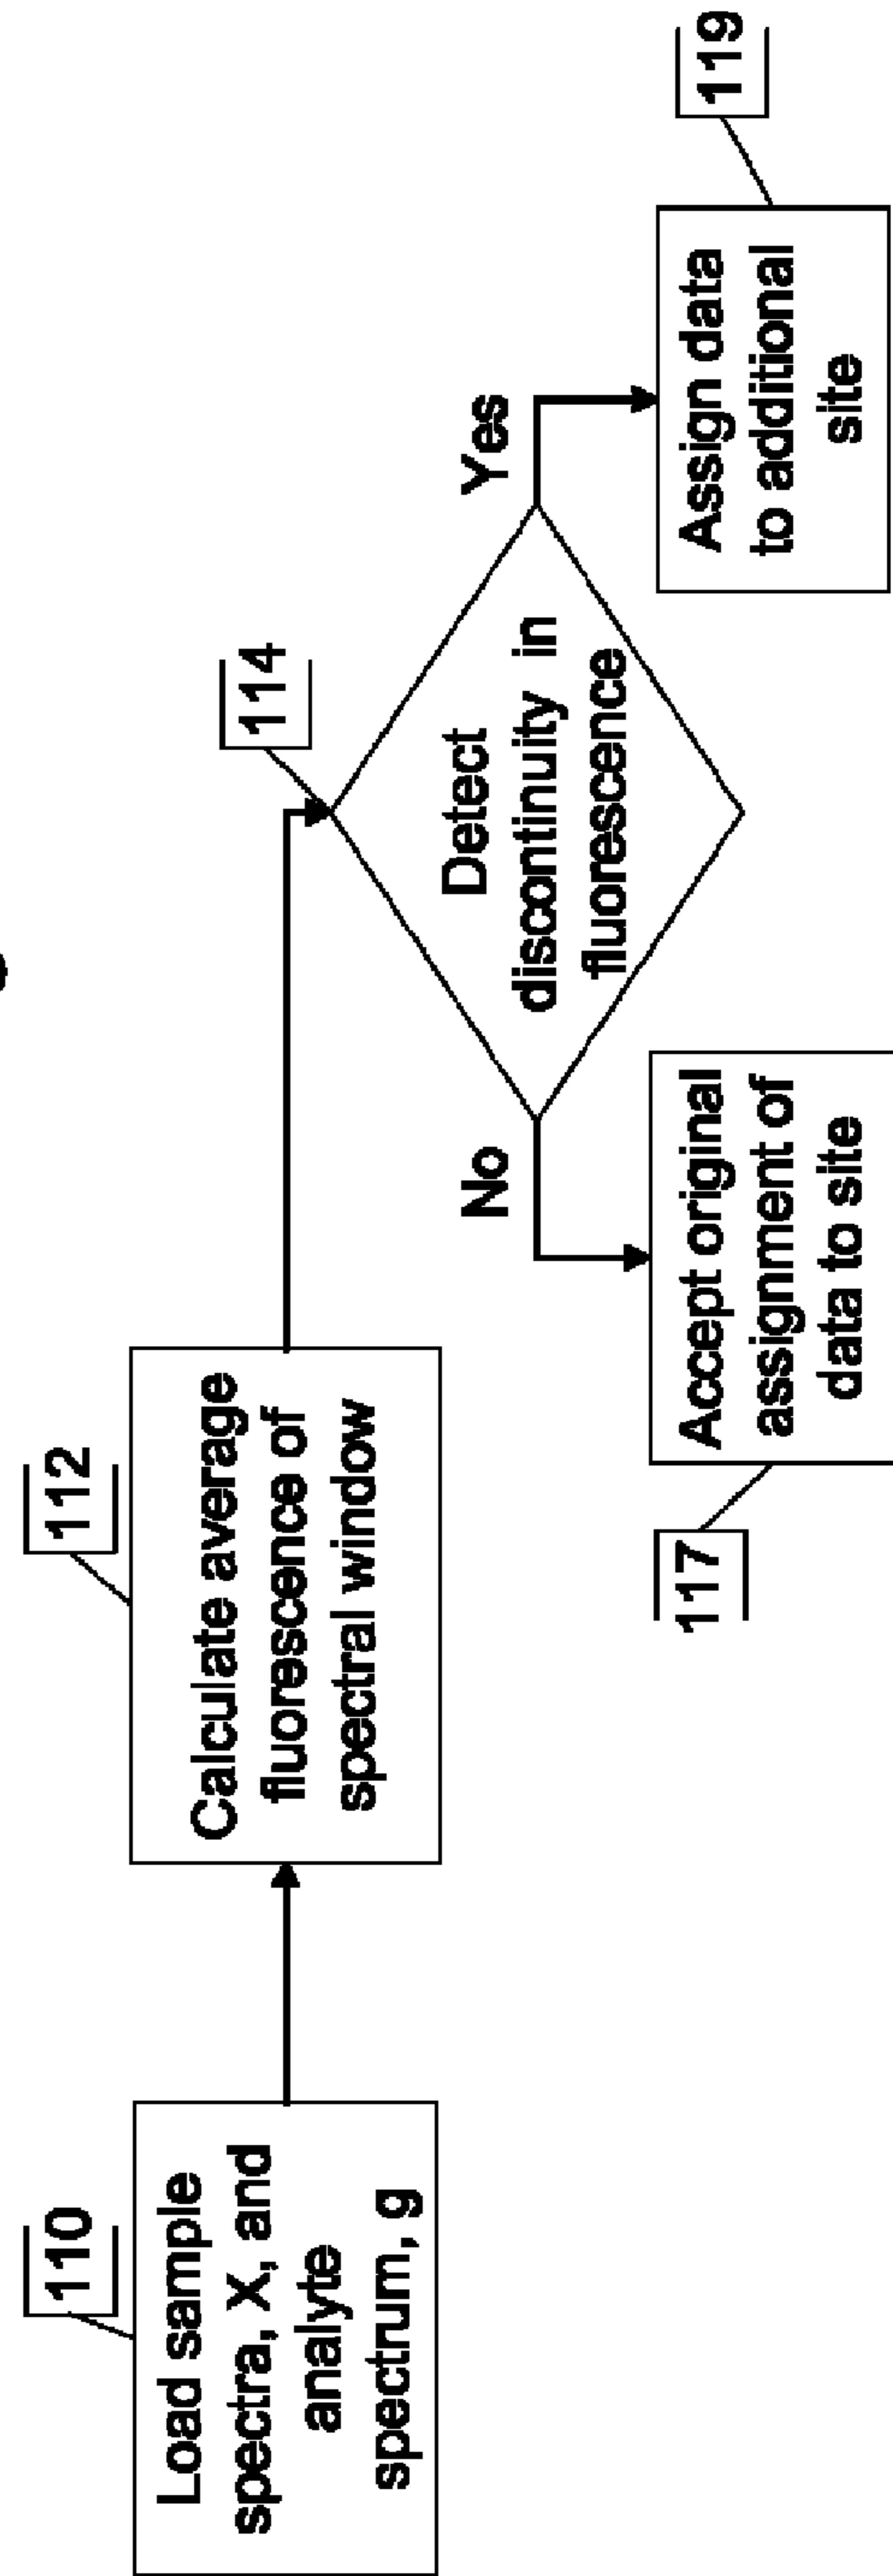 110
Load sample
spectra, X, and
analyte
spectrum, g
112
Calculate average
fluorescence of
spectral window
114
Detect
discontinuity in
fluorescence
No
Yes
117
Accept original
assignment of
data to site
119
Assign data
to additional
site